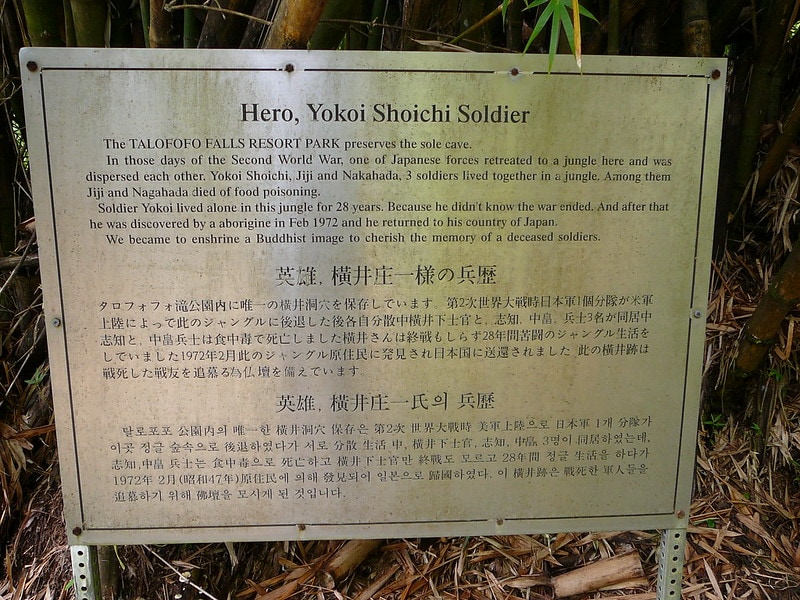 Hero, Yokoi Shoichi Soldier
The TALOFOFO FALLS RESORT PARK preserves the sole cave.
In those days of the Second World War, one of Japanese forces retreated to a jungle here and was
dispersed each other. Yokoi Shoichi, Jiji and Nakahada, 3 soldiers lived together in a jungle. Among them
Jiji and Nagahada died of food poisoning.
Soldier Yokoi lived alone in this jungle for 28 years. Because he didn't know the war ended. And after that
he was discovered by a aborigine in Feb 1972 and he returned to his country of Japan.
We became to enshrine a Buddhist image to cherish the memory of a deceased soldiers.
英雄, 横井庄一様の兵歴
タロフォフォ滝公園内に唯一の横井洞穴を保存しています。第2次世界大戦時日本軍1個分隊が米軍
上陸によって此のジャングルに後退した後各自分散中横井下士官と, 志知, 中畠, 兵士3名が同居中
志知と, 中畠兵士は食中毒で死亡しました横井さんは終戦もしらず28年間苦闘のジャングル生活を
していました1972年2月此のジャングル原住民に発見され日本国に送還されました 此の横井跡は
戦死した戦友を追慕る為仏壇を備えています.
英雄, 橫井庄一氏의 兵歷
탈로포포 公園內의 唯一한 橫井洞穴 保存은 第2次 世界大戰時 美軍上陸으로 日本軍 1개 分隊가
이곳 정글 숲속으로 後退하였다가 서로 分散 生活 中, 橫井下士官, 志知, 中畠, 3명이 同居하였는데,
志知,中畠 兵士는 食中毒으로 死亡하고 橫井下士官만 終戰도 모르고 28年間 정글 生活을 하다가
1972年 2月(昭和47年)原住民에 의해 發見되어 일본으로 歸國하였다. 이 橫井跡은 戰死한 軍人들을
追慕하기 위해 佛壇을 모시게 된 것입니다.